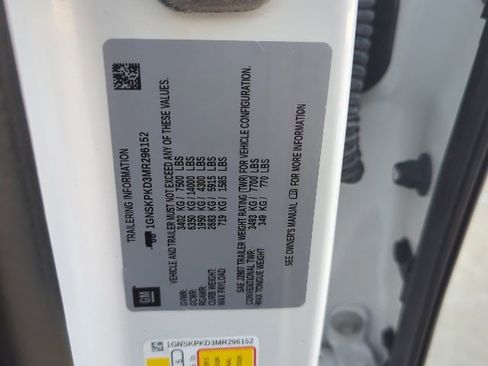 TRAILERING INFORMATION
1GNSKPKD3MR296152
VEHICLE AND TRAILER MUST NOT EXCEED ANY OF THESE VALUES.
GVWR: 3402 KG / 7500 LBS
GCWR: 6350 KG / 14000 LBS
RGAWR: 1950 KG / 4300 LBS
CURB WEIGHT: 2683 KG / 5915 LBS
MAX PAYLOAD: 719 KG / 1585 LBS
SAE J2807 TRAILER WEIGHT RATING (TWR) FOR VEHICLE CONFIGURATION.
CONVENTIONAL TWR: 3493 KG / 7700 LBS
MAX TONGUE WEIGHT: 349 KG / 770 LBS
SEE OWNER'S MANUAL FOR MORE INFORMATION
GM
1GNSKPKD3MR296152